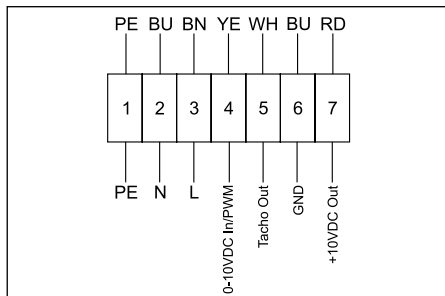 PE BU BN YE WH BU RD
1 2 3 4 5 6 7
PE N L 0-10VDC In/PWM Tacho Out GND +10VDC Out